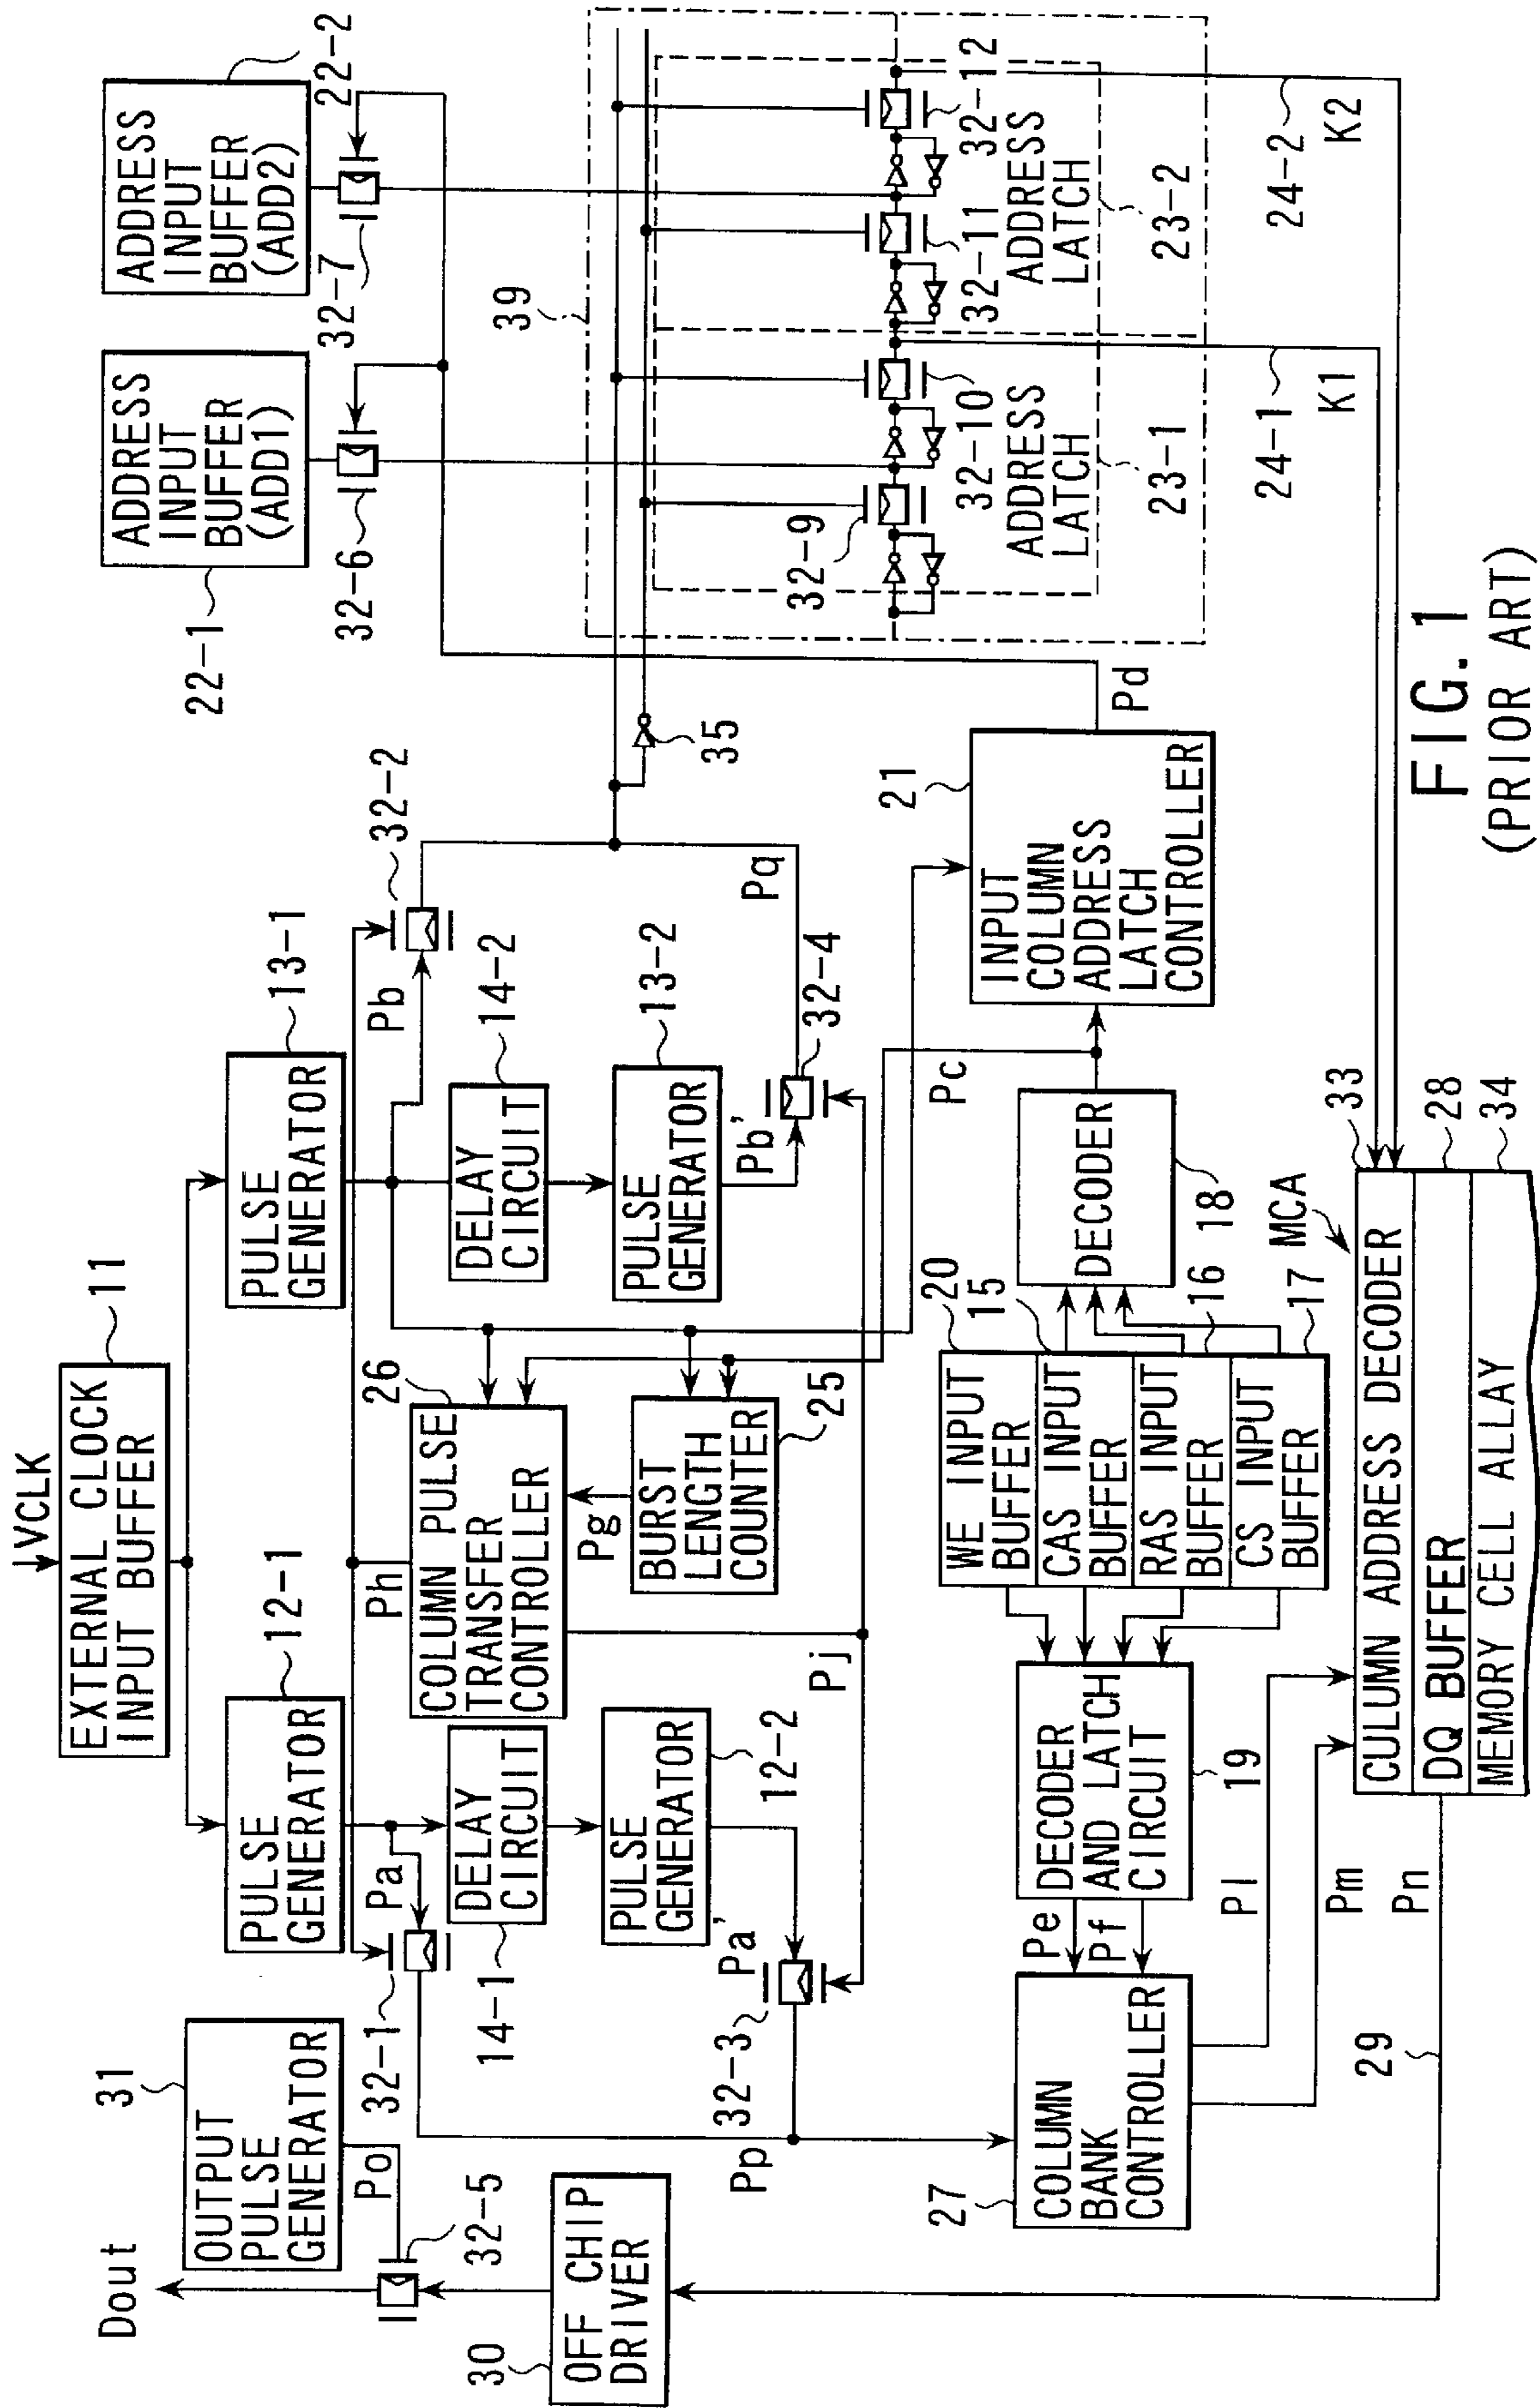 VCLK
EXTERNAL CLOCK
INPUT BUFFER
11
OUTPUT
PULSE
GENERATOR
31
Dout
Po
32-5
OFF CHIP
DRIVER
30
PULSE
GENERATOR
12-1
Pa
32-1
DELAY
CIRCUIT
14-1
PULSE
GENERATOR
12-2
Pa'
32-3
Pp
Ph
COLUMN PULSE
TRANSFER
CONTROLLER
26
Pg
BURST
LENGTH
COUNTER
25
Pj
PULSE
GENERATOR
13-1
Pb
32-2
DELAY
CIRCUIT
14-2
PULSE
GENERATOR
13-2
Pb'
32-4
Pq
35
ADDRESS
INPUT
BUFFER
(ADD1)
22-1
32-6
ADDRESS
INPUT
BUFFER
(ADD2)
22-2
32-7
39
32-9
32-10
ADDRESS
LATCH
23-1
32-11
32-12
ADDRESS
LATCH
23-2
24-1
K1
24-2
K2
INPUT
COLUMN
ADDRESS
LATCH
CONTROLLER
21
Pd
Pc
DECODER
18
WE INPUT
BUFFER
20
CAS INPUT
BUFFER
15
RAS INPUT
BUFFER
16
CS INPUT
BUFFER
17
DECODER
AND LATCH
CIRCUIT
19
Pe
Pf
COLUMN
BANK
CONTROLLER
27
Pl
Pm
Pn
29
MCA
CULUMN ADDRESS DECODER
33
DQ BUFFER
28
MEMORY CELL ALLAY
34
FIG.1
(PRIOR ART)